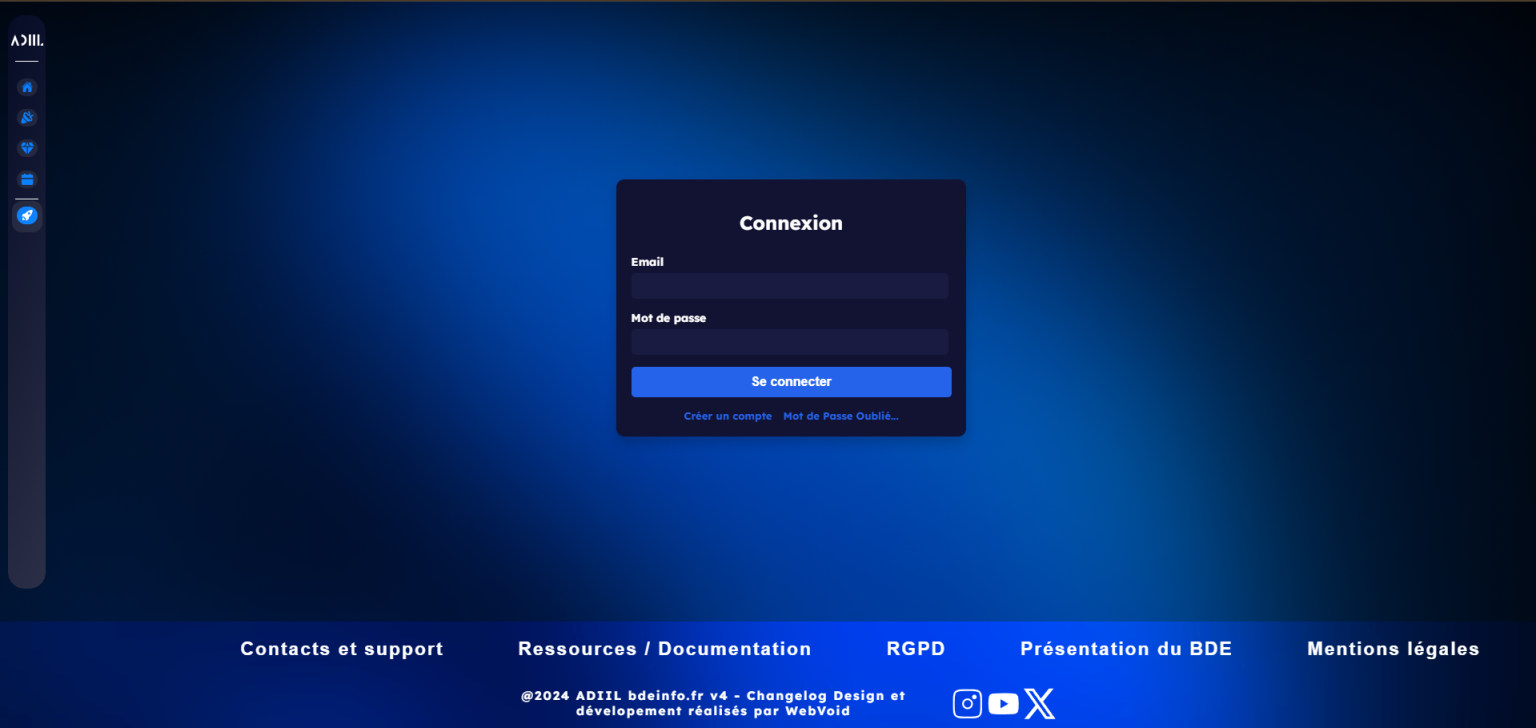 ADIIL.
Connexion
Email
Mot de passe
Se connecter
Créer un compte Mot de Passe Oublié...
Contacts et support Ressources / Documentation RGPD Présentation du BDE Mentions légales
@2024 ADIIL bdeinfo.fr v4 - Changelog Design et
dévelopement réalisés par WebVoid